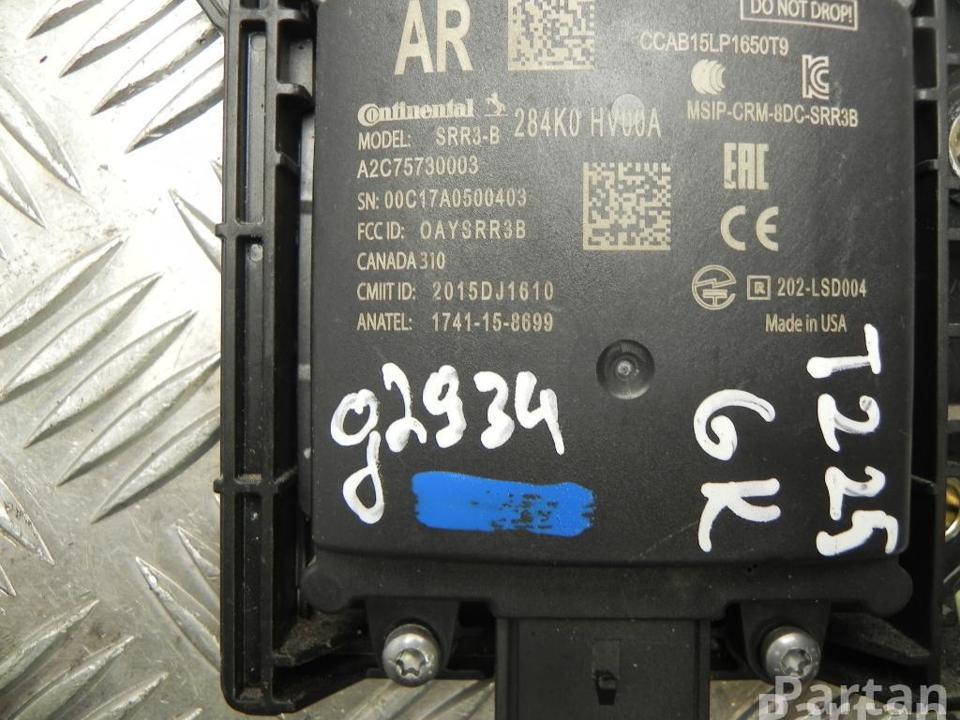 AR
DO NOT DROP!
CCAB15LP1650T9
MSIP-CRM-8DC-SRR3B
Continental
MODEL: SRR3-B
284K0 HV00A
A2C75730003
SN: 00C17A0500403
FCC ID: OAYSRR3B
CANADA 310
CMIIT ID: 2015DJ1610
ANATEL: 1741-15-8699
EAC
CE
R 202-LSD004
Made in USA
g2934
6K
T225
Partan